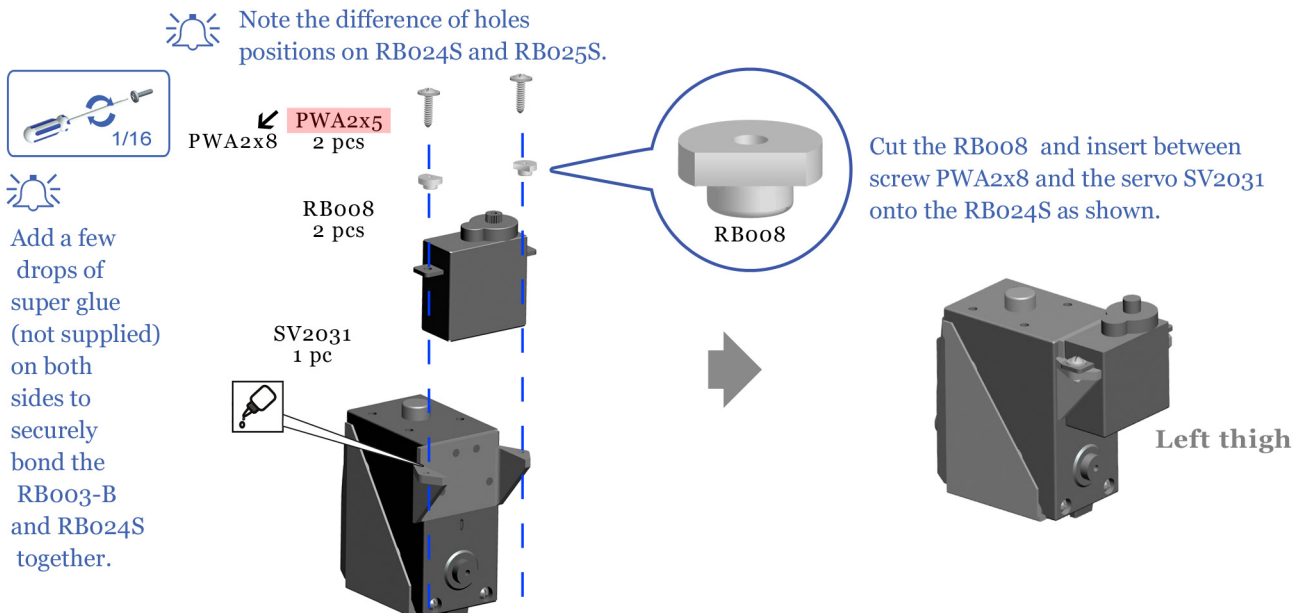 Note the difference of holes
positions on RB024S and RB025S.
1/16
PWA2x8
PWA2x5
2 pcs
RB008
2 pcs
SV2031
1 pc
Add a few
drops of
super glue
(not supplied)
on both
sides to
securely
bond the
RB003-B
and RB024S
together.
RB008
Cut the RB008 and insert between
screw PWA2x8 and the servo SV2031
onto the RB024S as shown.
Left thigh